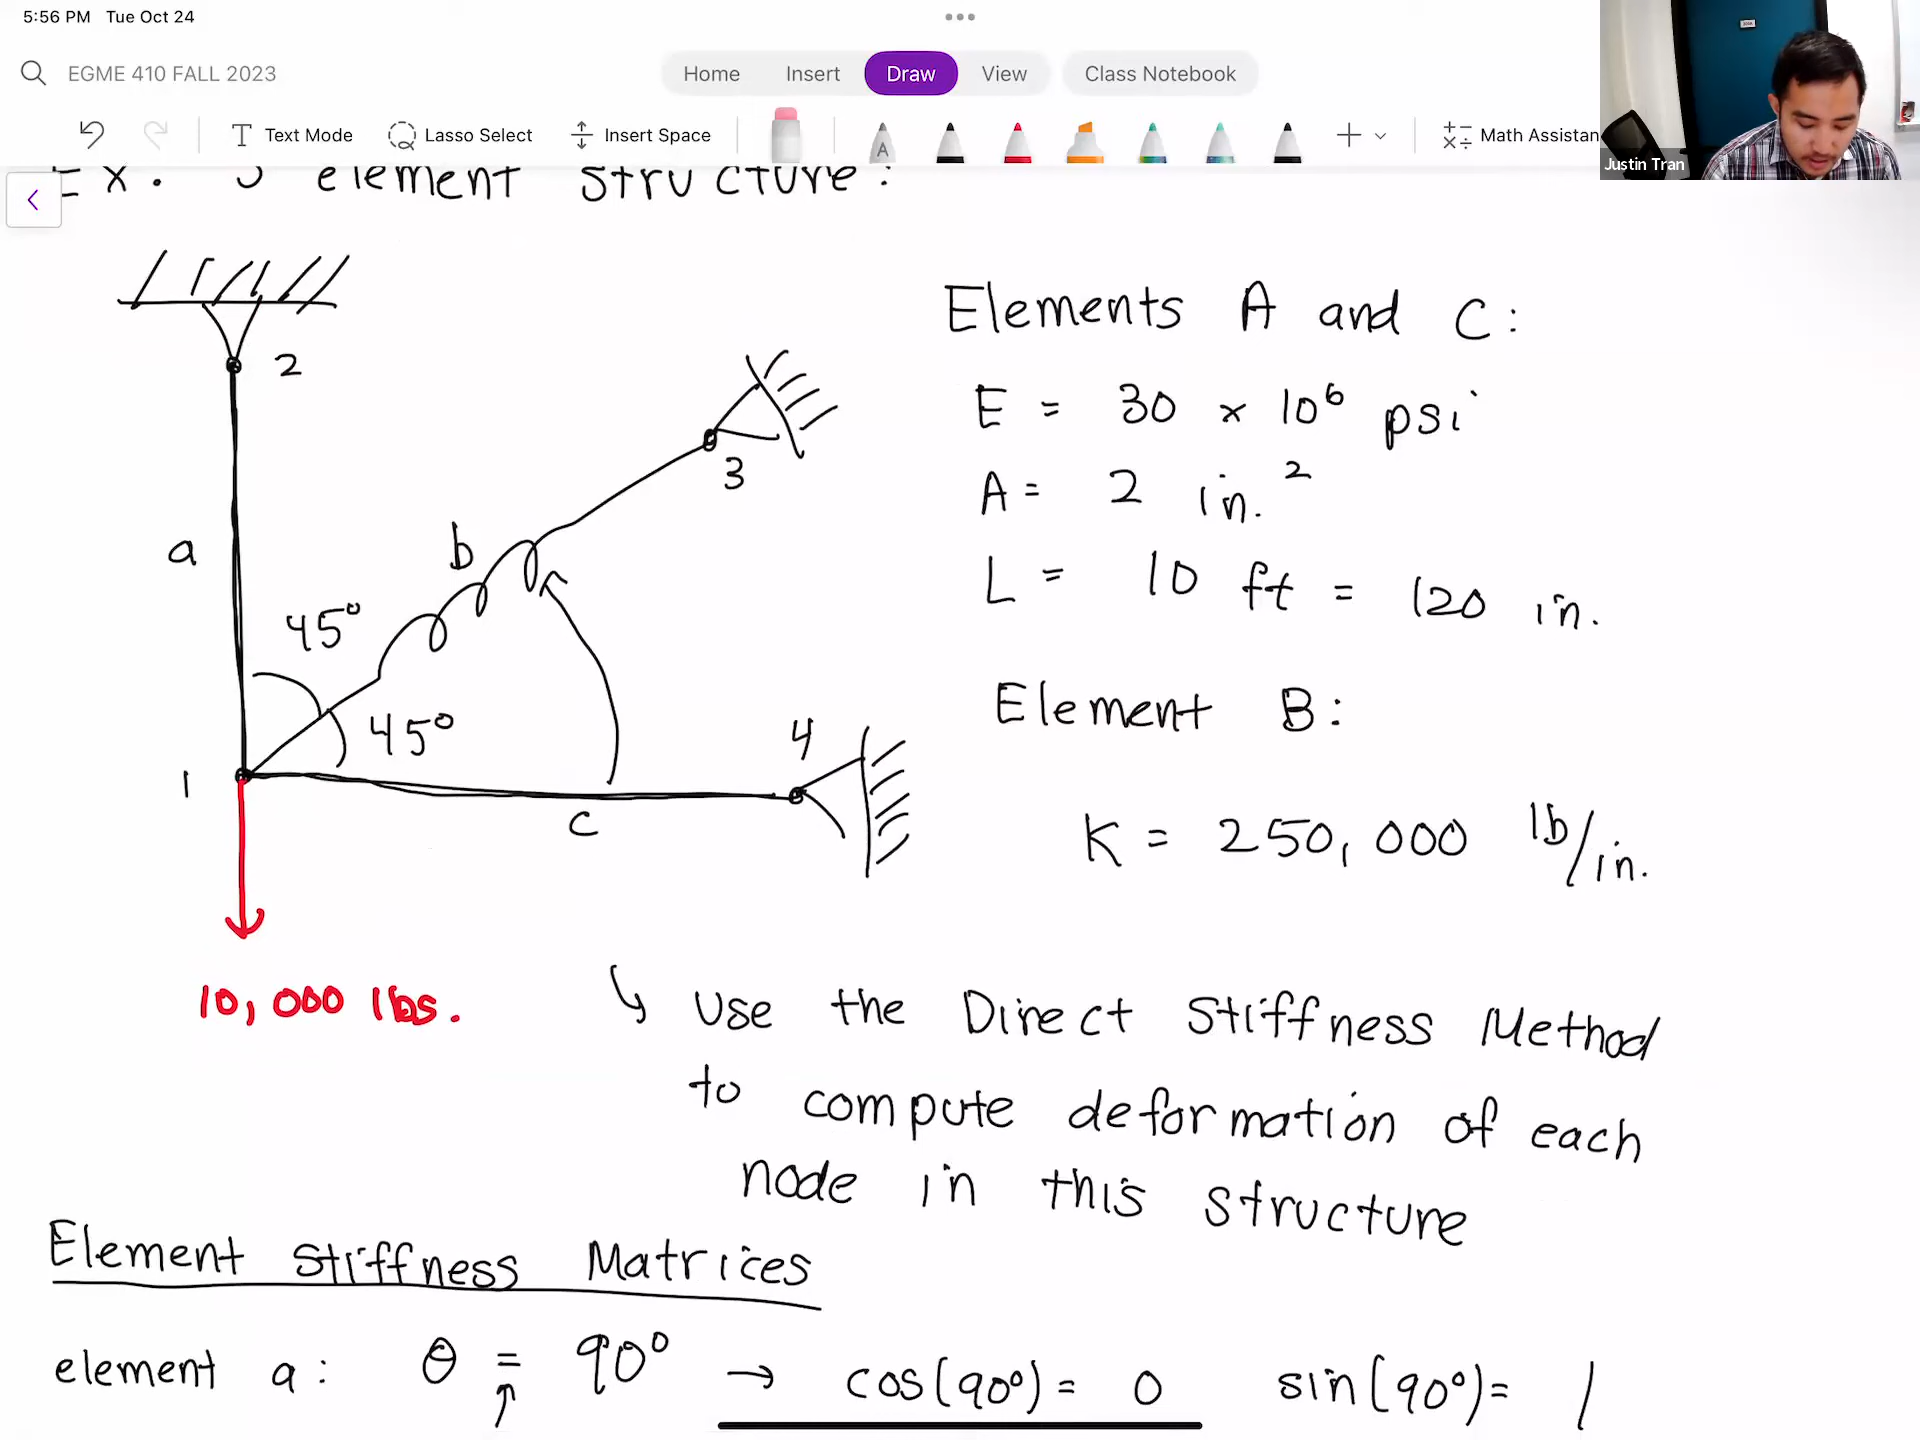 5:56 PM Tue Oct 24
EGME 410 FALL 2023
Home Insert Draw View Class Notebook
Text Mode Lasso Select Insert Space A Math Assistan
Justin Tran
Ex. 3 element structure:
2
3
a
b
45°
45°
1
4
c
10,000 lbs.
Elements A and C:
E = 30 x 10⁶ psi
A = 2 in.²
L = 10 ft = 120 in.
Element B:
K = 250,000 lb/in.
↳ Use the Direct Stiffness Method
to compute deformation of each
node in this structure
Element Stiffness Matrices
element a: θ = 90° → cos(90°) = 0 sin(90°) = 1
↑